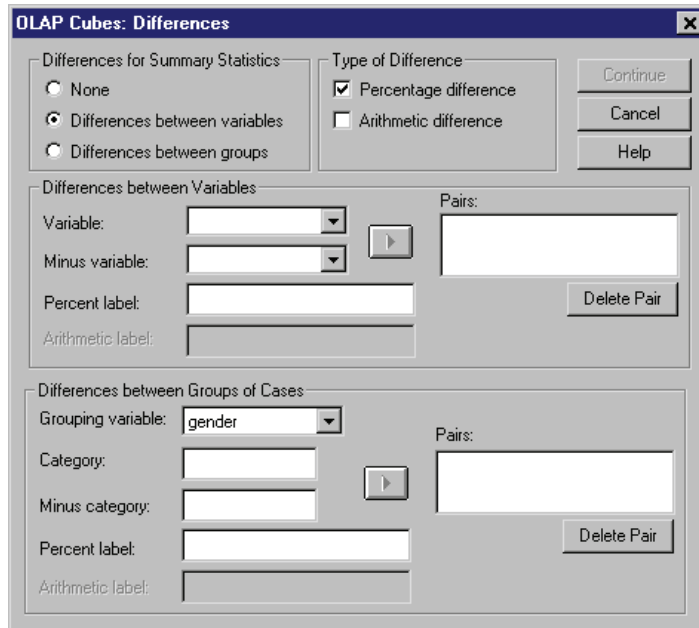 OLAP Cubes: Differences
Differences for Summary Statistics
None
Differences between variables
Differences between groups
Type of Difference
Percentage difference
Arithmetic difference
Continue
Cancel
Help
Differences between Variables
Variable:
Minus variable:
Percent label:
Arithmetic label:
Pairs:
Delete Pair
Differences between Groups of Cases
Grouping variable: gender
Category:
Minus category:
Percent label:
Arithmetic label:
Pairs:
Delete Pair